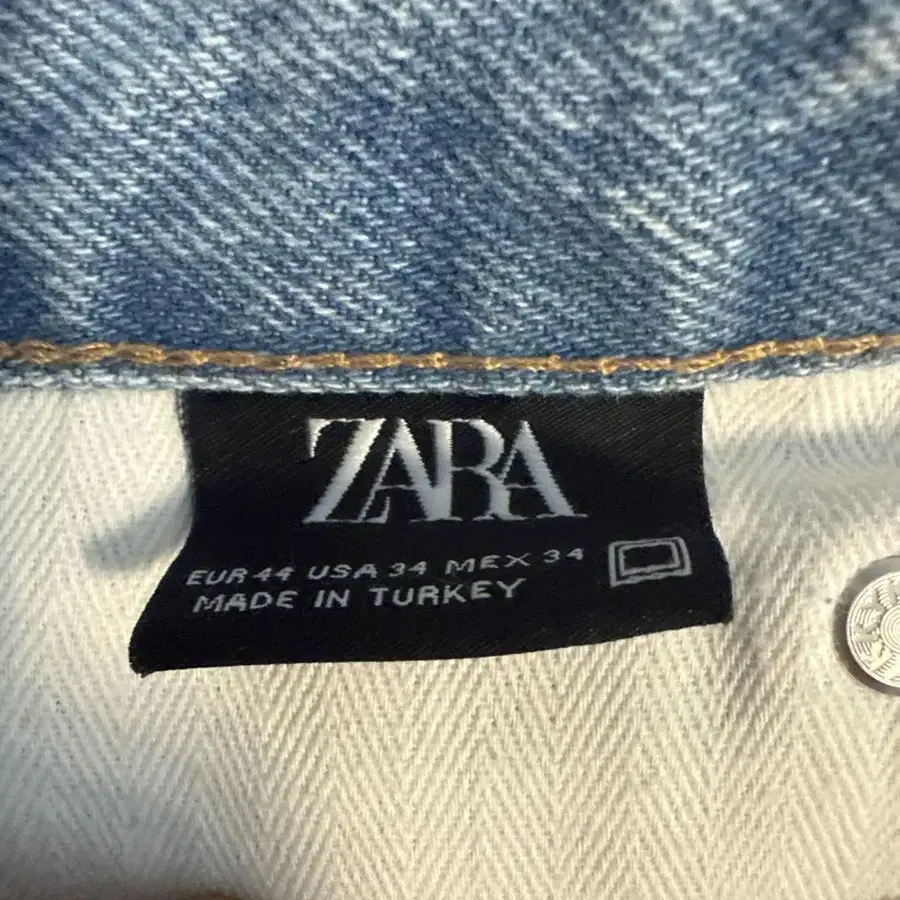 ZARA
EUR 44 USA 34 MEX 34
MADE IN TURKEY